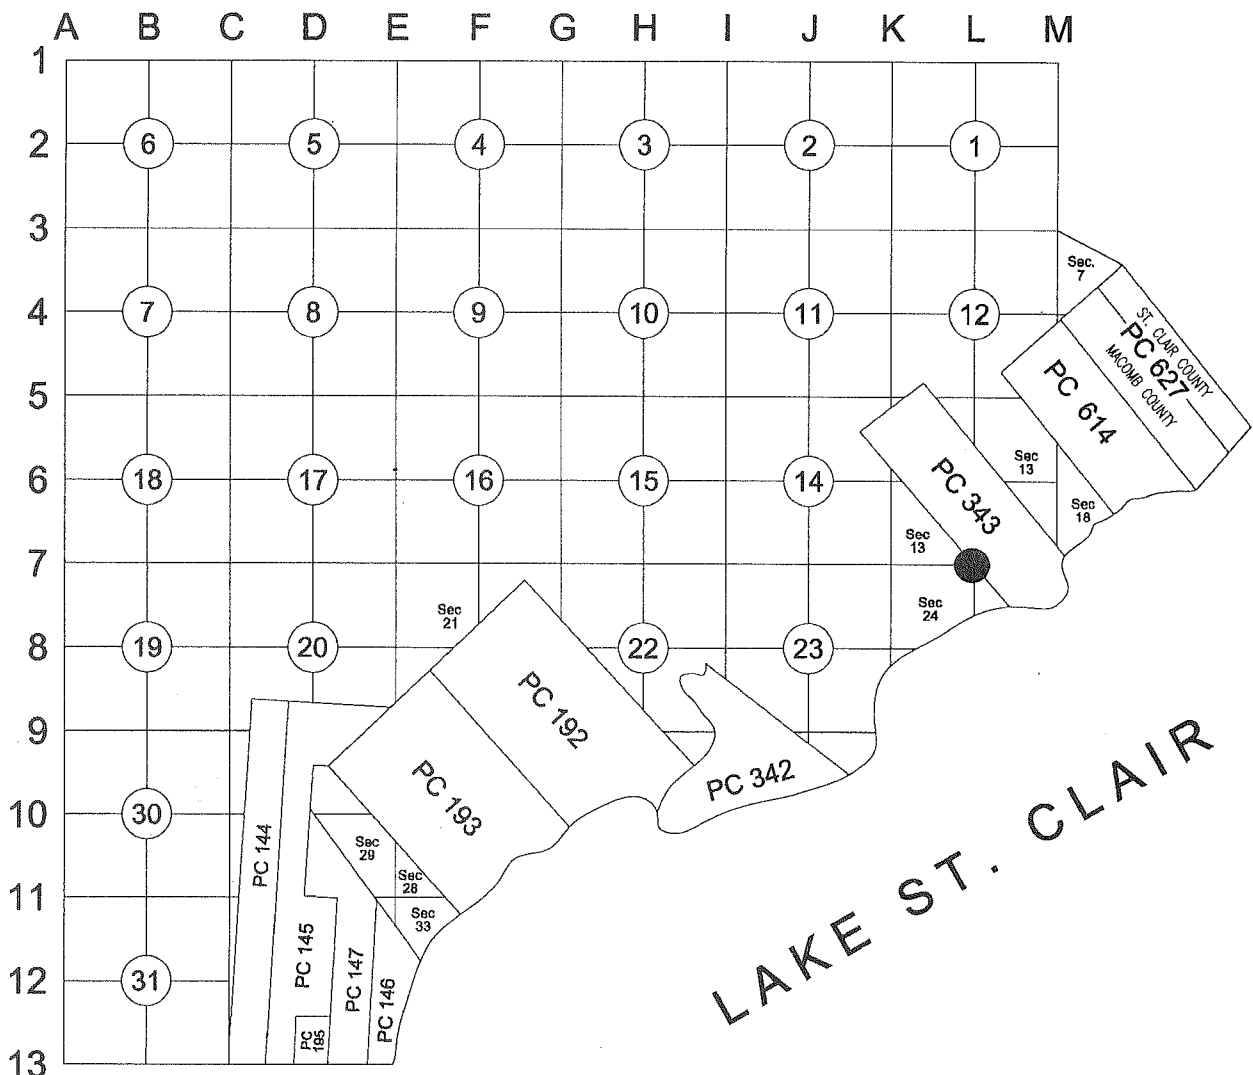 A B C D E F G H I J K L M
1
2 6 5 4 3 2 1
3
Sec.
7
4 7 8 9 10 11 12
ST. CLAIR COUNTY
PC 627
MACOMB COUNTY
PC 614
5
6 18 17 16 15 14
Sec
13
PC 343
Sec
18
Sec
13
7
Sec
21
Sec
24
8 19 20 22 23
PC 192
9
PC 342
PC 193
10 30
PC 144
Sec
29
Sec
28
11
Sec
33
PC 145
PC 147
PC 146
12 31
LAKE ST. CLAIR
PC
195
13